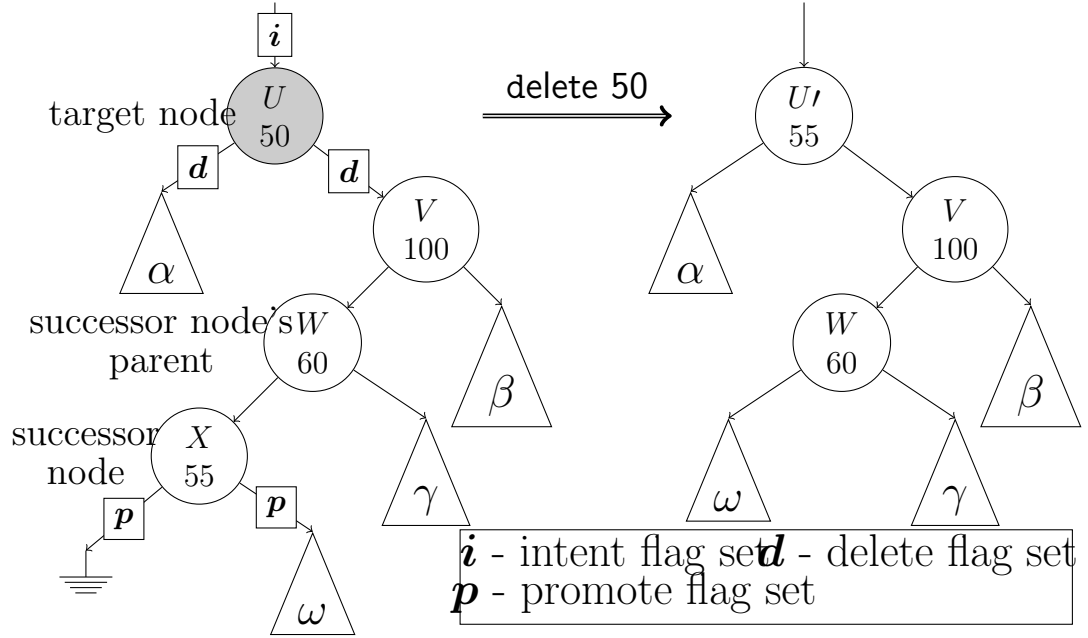 i
U
50
target node
d
d
V
100
α
successor node's
parent
W
60
β
successor
node
X
55
p
p
γ
ω
delete 50
U′
55
α
V
100
W
60
β
ω
γ
i - intent flag set d - delete flag set
p - promote flag set